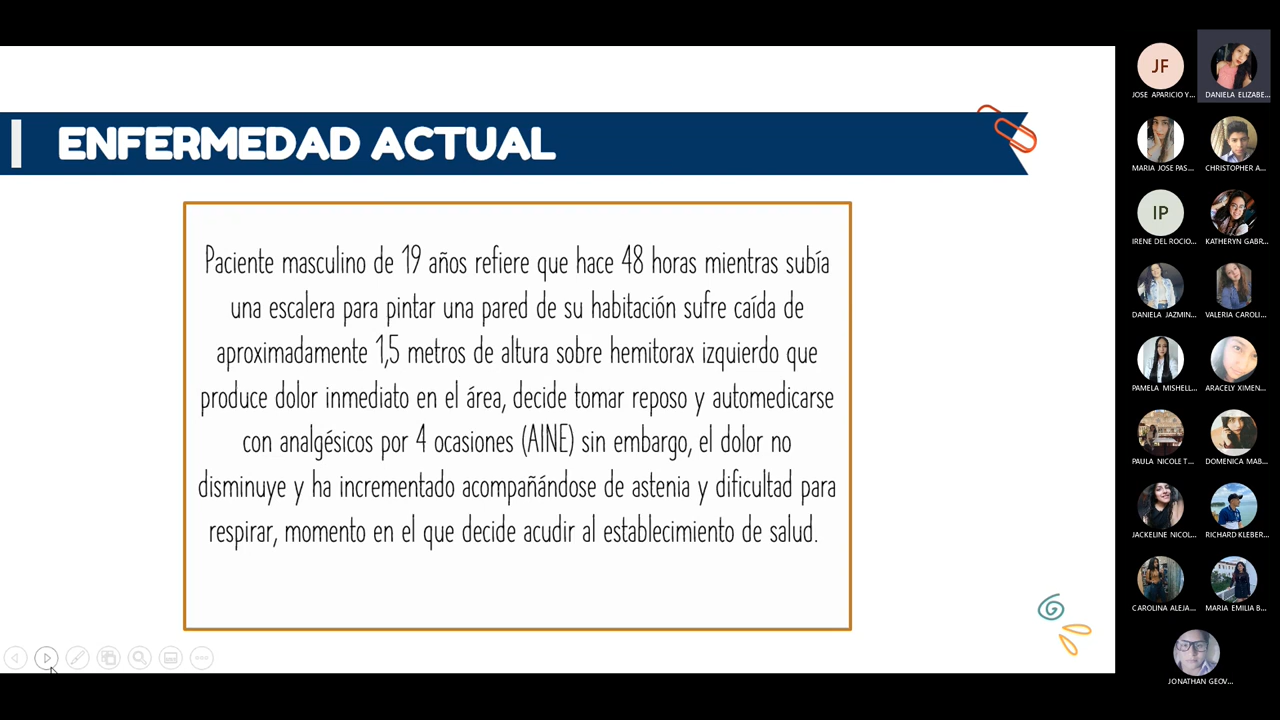 ENFERMEDAD ACTUAL
Paciente masculino de 19 años refiere que hace 48 horas mientras subía
una escalera para pintar una pared de su habitación sufre caída de
aproximadamente 1,5 metros de altura sobre hemitorax izquierdo que
produce dolor inmediato en el área, decide tomar reposo y automedicarse
con analgésicos por 4 ocasiones (AINE) sin embargo, el dolor no
disminuye y ha incrementado acompañándose de astenia y dificultad para
respirar, momento en el que decide acudir al establecimiento de salud.
JF
JOSE APARICIO Y...
DANIELA ELIZABE...
MARIA JOSE PAS...
CHRISTOPHER A...
IP
IRENE DEL ROCIO...
KATHERYN GABR...
DANIELA JAZMIN...
VALERIA CAROLI...
PAMELA MISHELL...
ARACELY XIMEN...
PAULA NICOLE T...
DOMENICA MAB...
JACKELINE NICOL...
RICHARD KLEBER...
CAROLINA ALEJA...
MARIA EMILIA B...
JONATHAN GEOV...